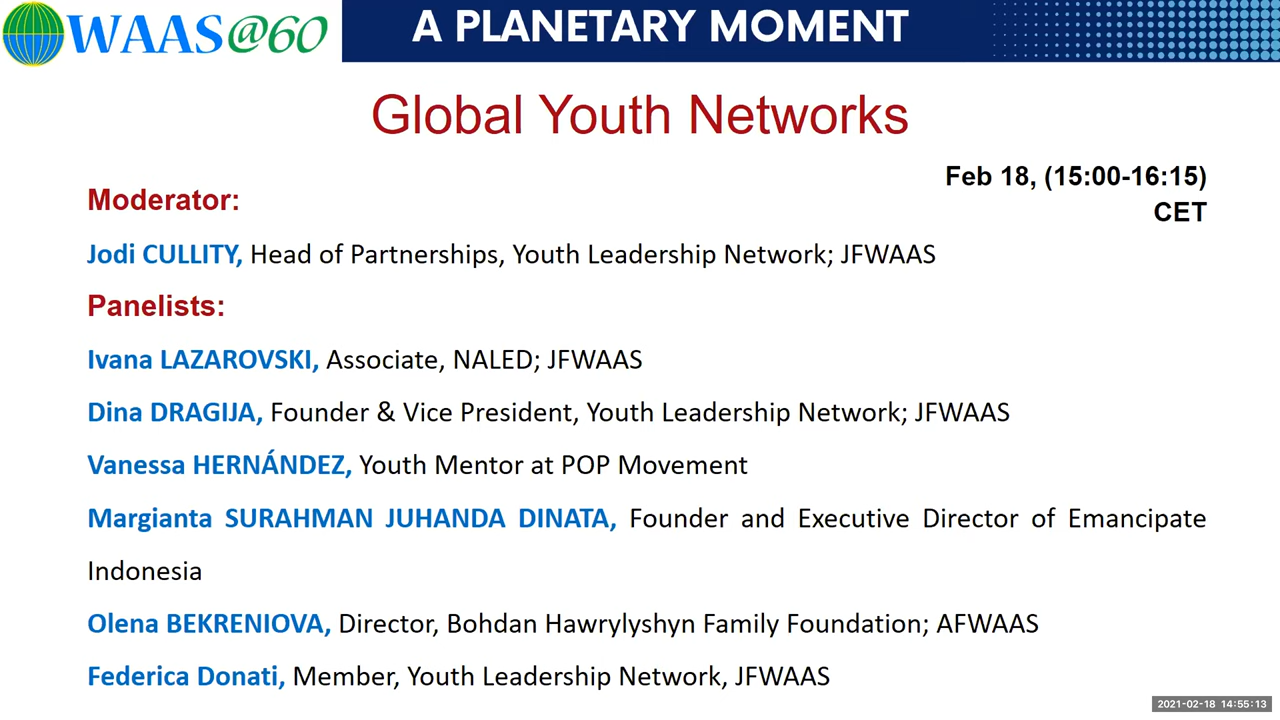 WAAS@60
A PLANETARY MOMENT
Global Youth Networks
Feb 18, (15:00-16:15)
CET
Moderator:
Jodi CULLITY, Head of Partnerships, Youth Leadership Network; JFWAAS
Panelists:
Ivana LAZAROVSKI, Associate, NALED; JFWAAS
Dina DRAGIJA, Founder & Vice President, Youth Leadership Network; JFWAAS
Vanessa HERNÁNDEZ, Youth Mentor at POP Movement
Margianta SURAHMAN JUHANDA DINATA, Founder and Executive Director of Emancipate
Indonesia
Olena BEKRENIOVA, Director, Bohdan Hawrylyshyn Family Foundation; AFWAAS
Federica Donati, Member, Youth Leadership Network, JFWAAS
2021-02-18 14:55:13